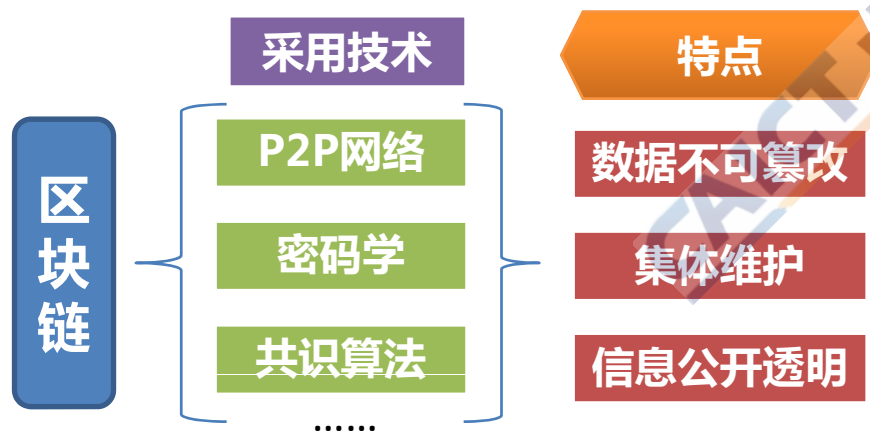 采用技术
特点
区块链
P2P网络
密码学
共识算法
……
数据不可篡改
集体维护
信息公开透明
CAICT